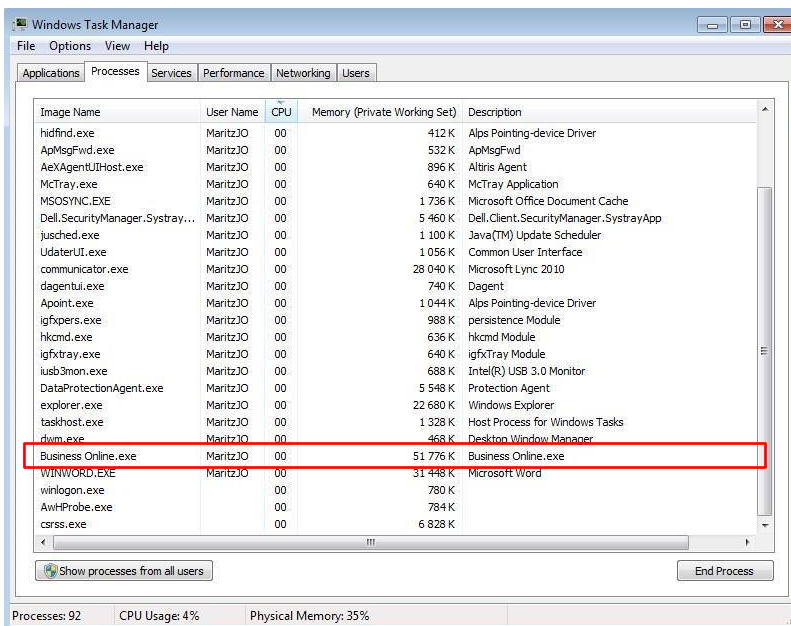 Windows Task Manager
File Options View Help
Applications Processes Services Performance Networking Users
Image Name User Name CPU Memory (Private Working Set) Description
hidfind.exe MaritzJO 00 412 K Alps Pointing-device Driver
ApMsgFwd.exe MaritzJO 00 532 K ApMsgFwd
AeXAgentUIHost.exe MaritzJO 00 896 K Altiris Agent
McTray.exe MaritzJO 00 640 K McTray Application
MSOSYNC.EXE MaritzJO 00 1 736 K Microsoft Office Document Cache
Dell.SecurityManager.Systray... MaritzJO 00 5 460 K Dell.Client.SecurityManager.SystrayApp
jusched.exe MaritzJO 00 1 100 K Java(TM) Update Scheduler
UdaterUI.exe MaritzJO 00 1 056 K Common User Interface
communicator.exe MaritzJO 00 28 040 K Microsoft Lync 2010
dagentui.exe MaritzJO 00 740 K Dagent
Apoint.exe MaritzJO 00 1 044 K Alps Pointing-device Driver
igfxpers.exe MaritzJO 00 988 K persistence Module
hkcmd.exe MaritzJO 00 636 K hkcmd Module
igfxtray.exe MaritzJO 00 640 K igfxTray Module
iusb3mon.exe MaritzJO 00 688 K Intel(R) USB 3.0 Monitor
DataProtectionAgent.exe MaritzJO 00 5 548 K Protection Agent
explorer.exe MaritzJO 00 22 680 K Windows Explorer
taskhost.exe MaritzJO 00 1 328 K Host Process for Windows Tasks
dwm.exe MaritzJO 00 468 K Desktop Window Manager
Business Online.exe MaritzJO 00 51 776 K Business Online.exe
WINWORD.EXE MaritzJO 00 31 448 K Microsoft Word
winlogon.exe 00 780 K
AwHProbe.exe 00 784 K
csrss.exe 00 6 828 K
Show processes from all users End Process
Processes: 92 CPU Usage: 4% Physical Memory: 35%